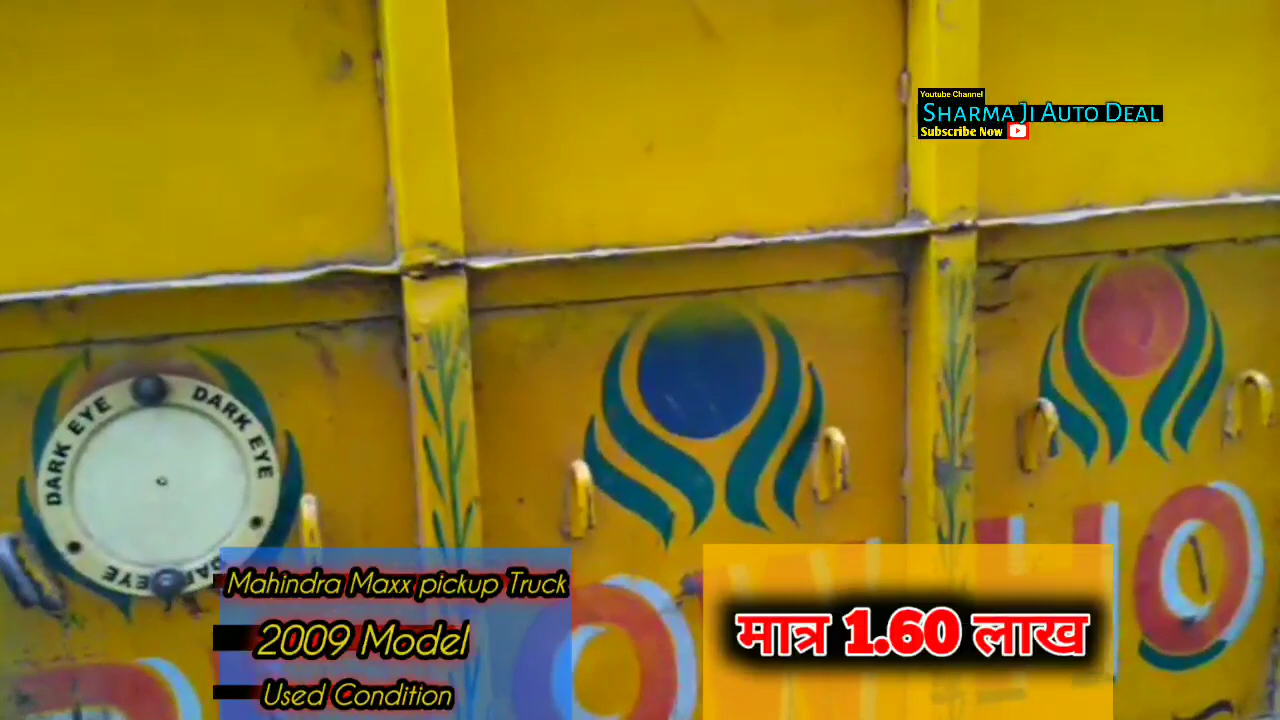 Youtube Channel
SHARMA JI AUTO DEAL
Subscribe Now
DARK EYE DARK EYE
DARK EYE
Mahindra Maxx pickup Truck
2009 Model
Used Condition
मात्र 1.60 लाख